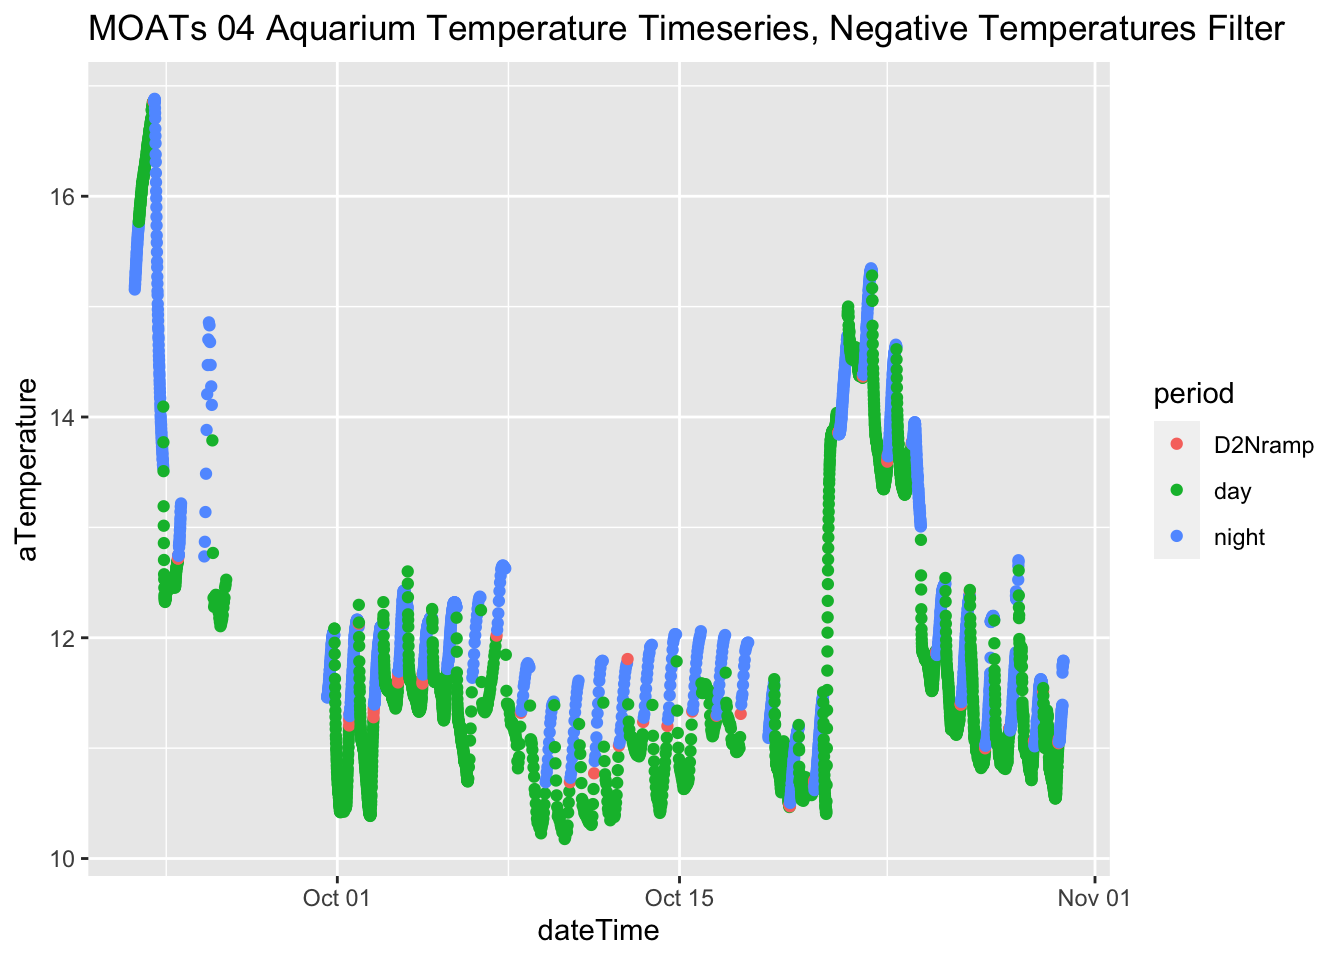 MOATs 04 Aquarium Temperature Timeseries, Negative Temperatures Filter
16
14
12
10
aTemperature
Oct 01
Oct 15
Nov 01
dateTime
period
D2Nramp
day
night